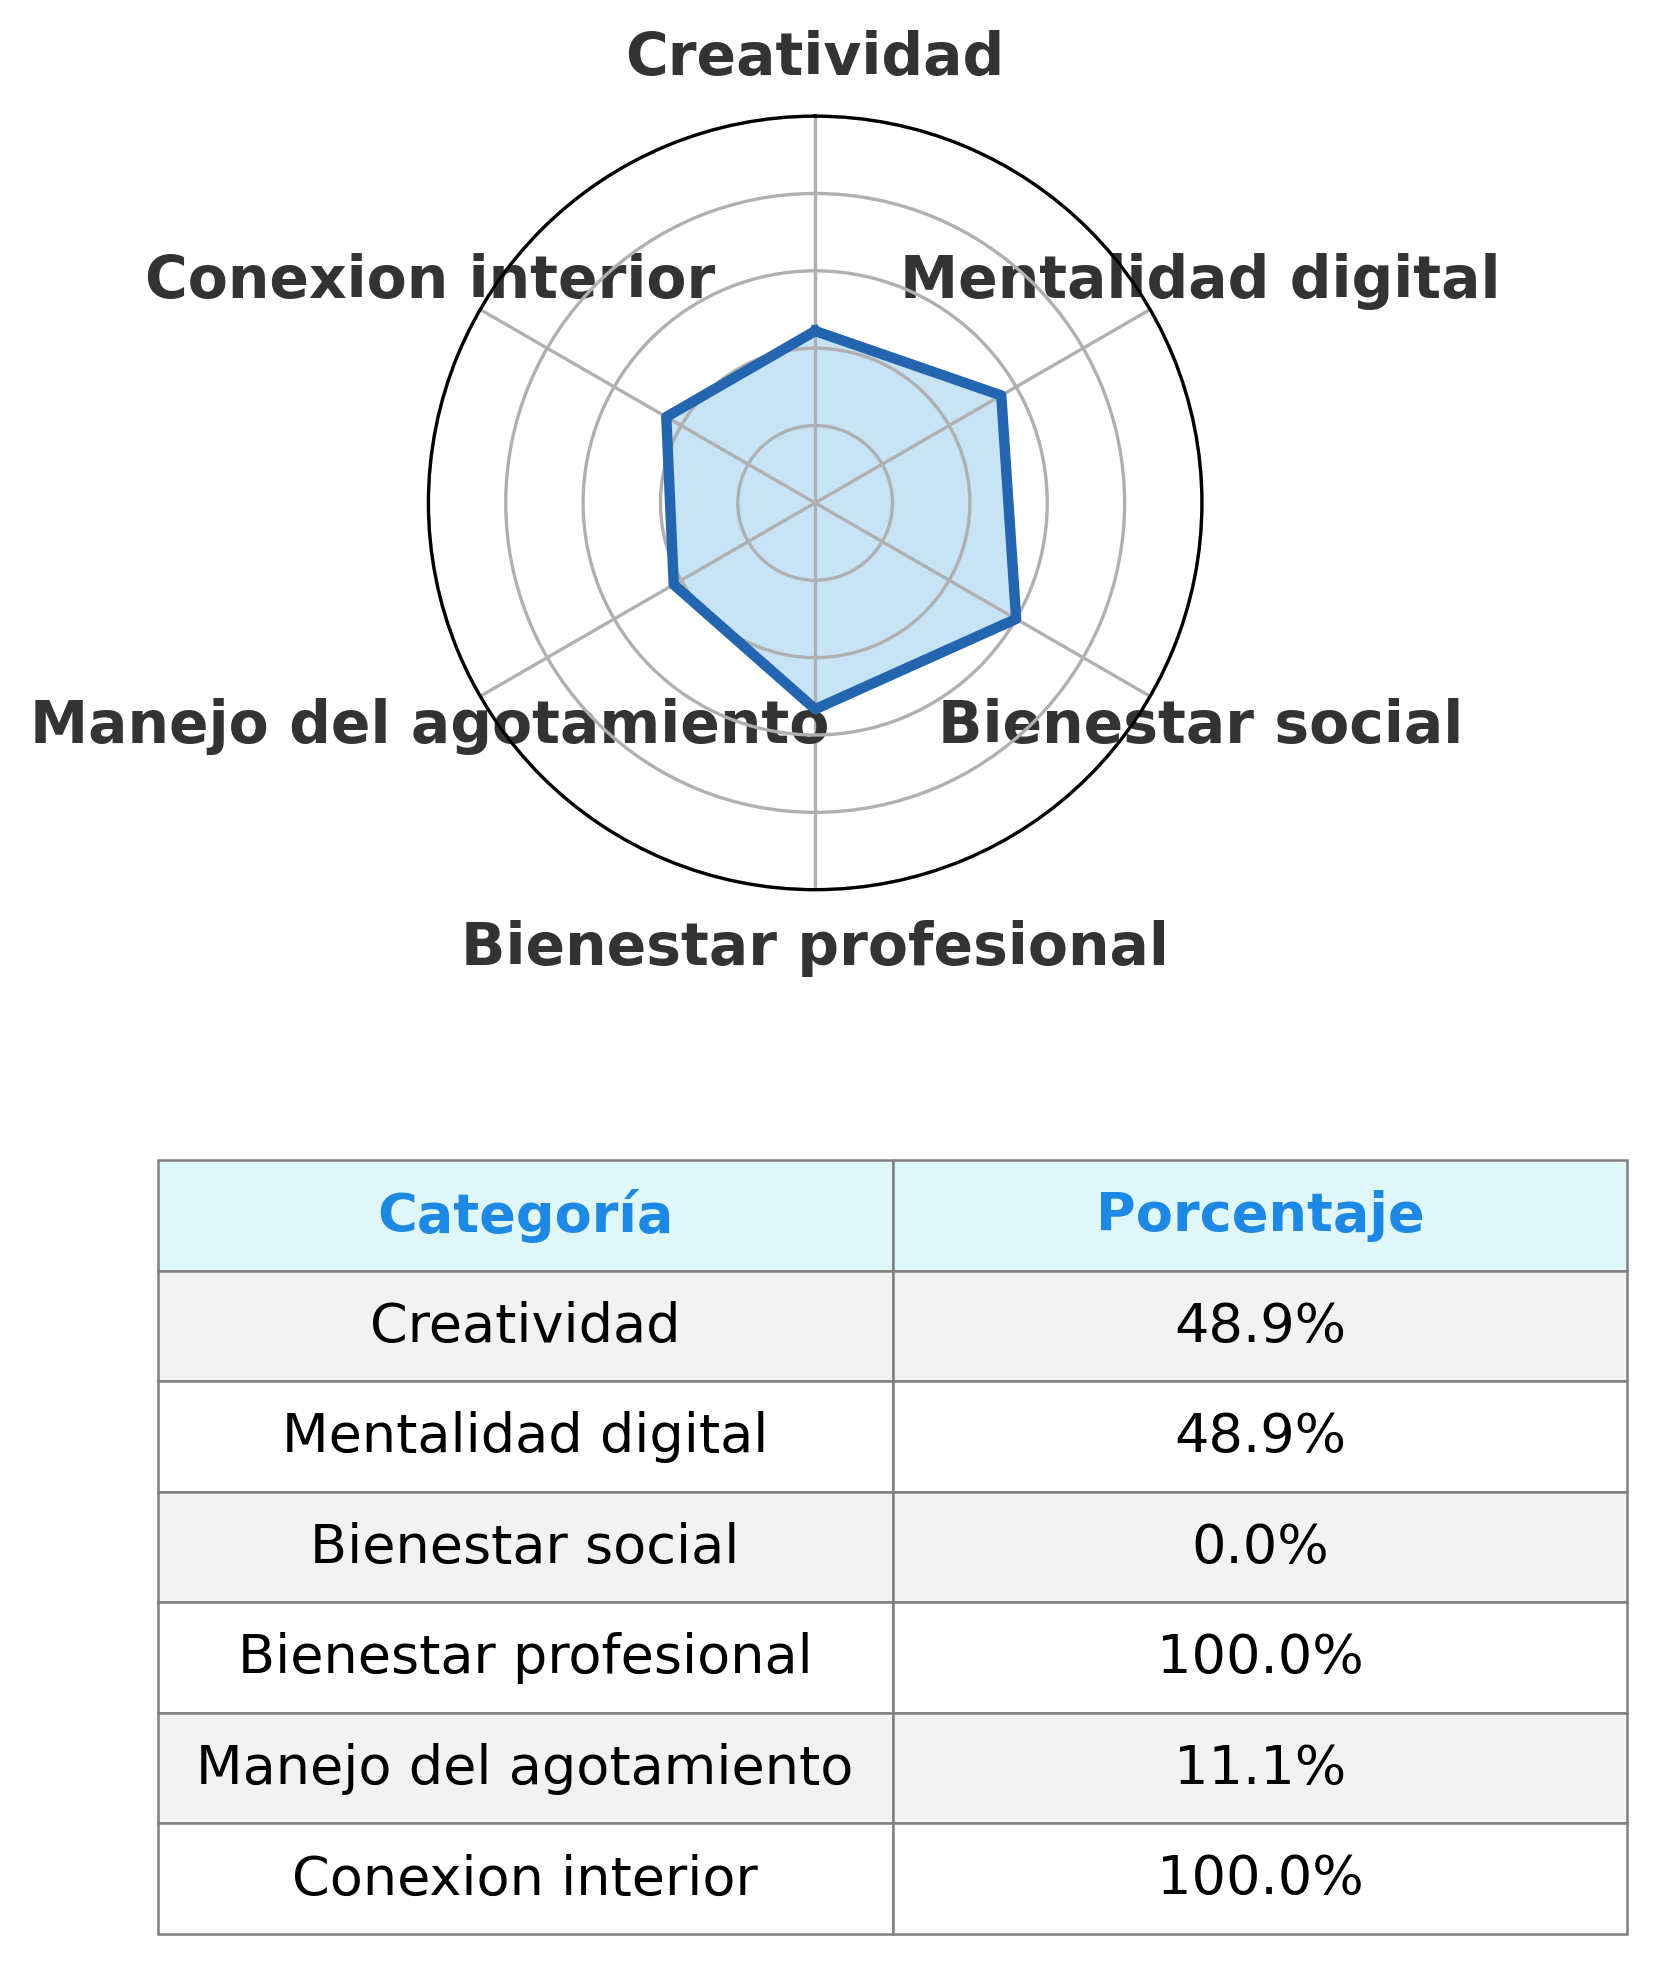 Creatividad
Conexion interior
Mentalidad digital
Manejo del agotamiento
Bienestar social
Bienestar profesional
Categoría Porcentaje
Creatividad 48.9%
Mentalidad digital 48.9%
Bienestar social 0.0%
Bienestar profesional 100.0%
Manejo del agotamiento 11.1%
Conexion interior 100.0%